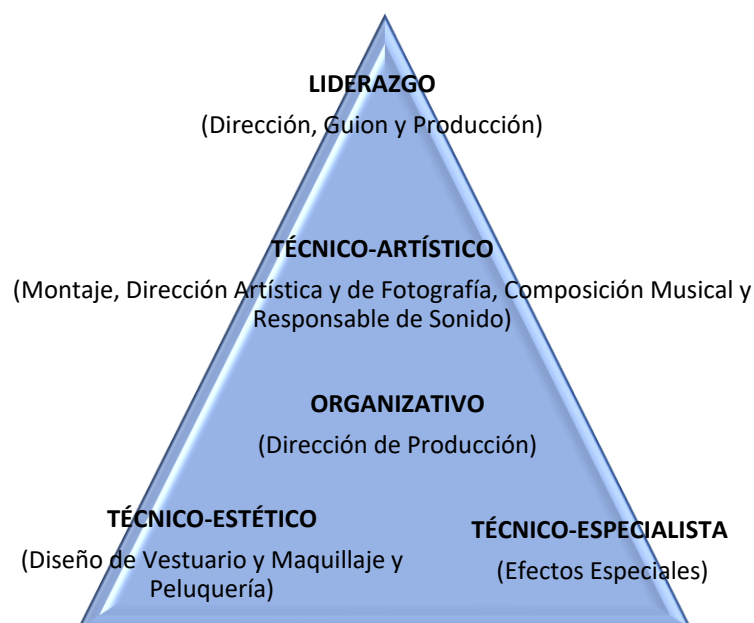 LIDERAZGO
(Dirección, Guion y Producción)
TÉCNICO-ARTÍSTICO
(Montaje, Dirección Artística y de Fotografía, Composición Musical y
Responsable de Sonido)
ORGANIZATIVO
(Dirección de Producción)
TÉCNICO-ESTÉTICO
(Diseño de Vestuario y Maquillaje y
Peluquería)
TÉCNICO-ESPECIALISTA
(Efectos Especiales)